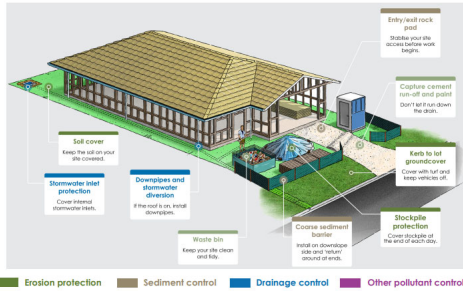 Entry/exit rock
pad
Stabilise your site
access before work
begins.
Capture cement
run-off and paint
Don't let it run down
the drain.
Soil cover
Keep the soil on your
site covered.
Kerb to lot
groundcover
Cover with turf and
keep vehicles off.
Stormwater inlet
protection
Cover internal
stormwater inlets.
Downpipes and
stormwater
diversion
If the roof is on, install
downpipes.
Waste bin
Keep your site clean
and tidy.
Coarse sediment
barrier
Install on downslope
side and 'return'
around at ends.
Stockpile
protection
Cover stockpile at
the end of each day.
Erosion protection
Sediment control
Drainage control
Other pollutant control